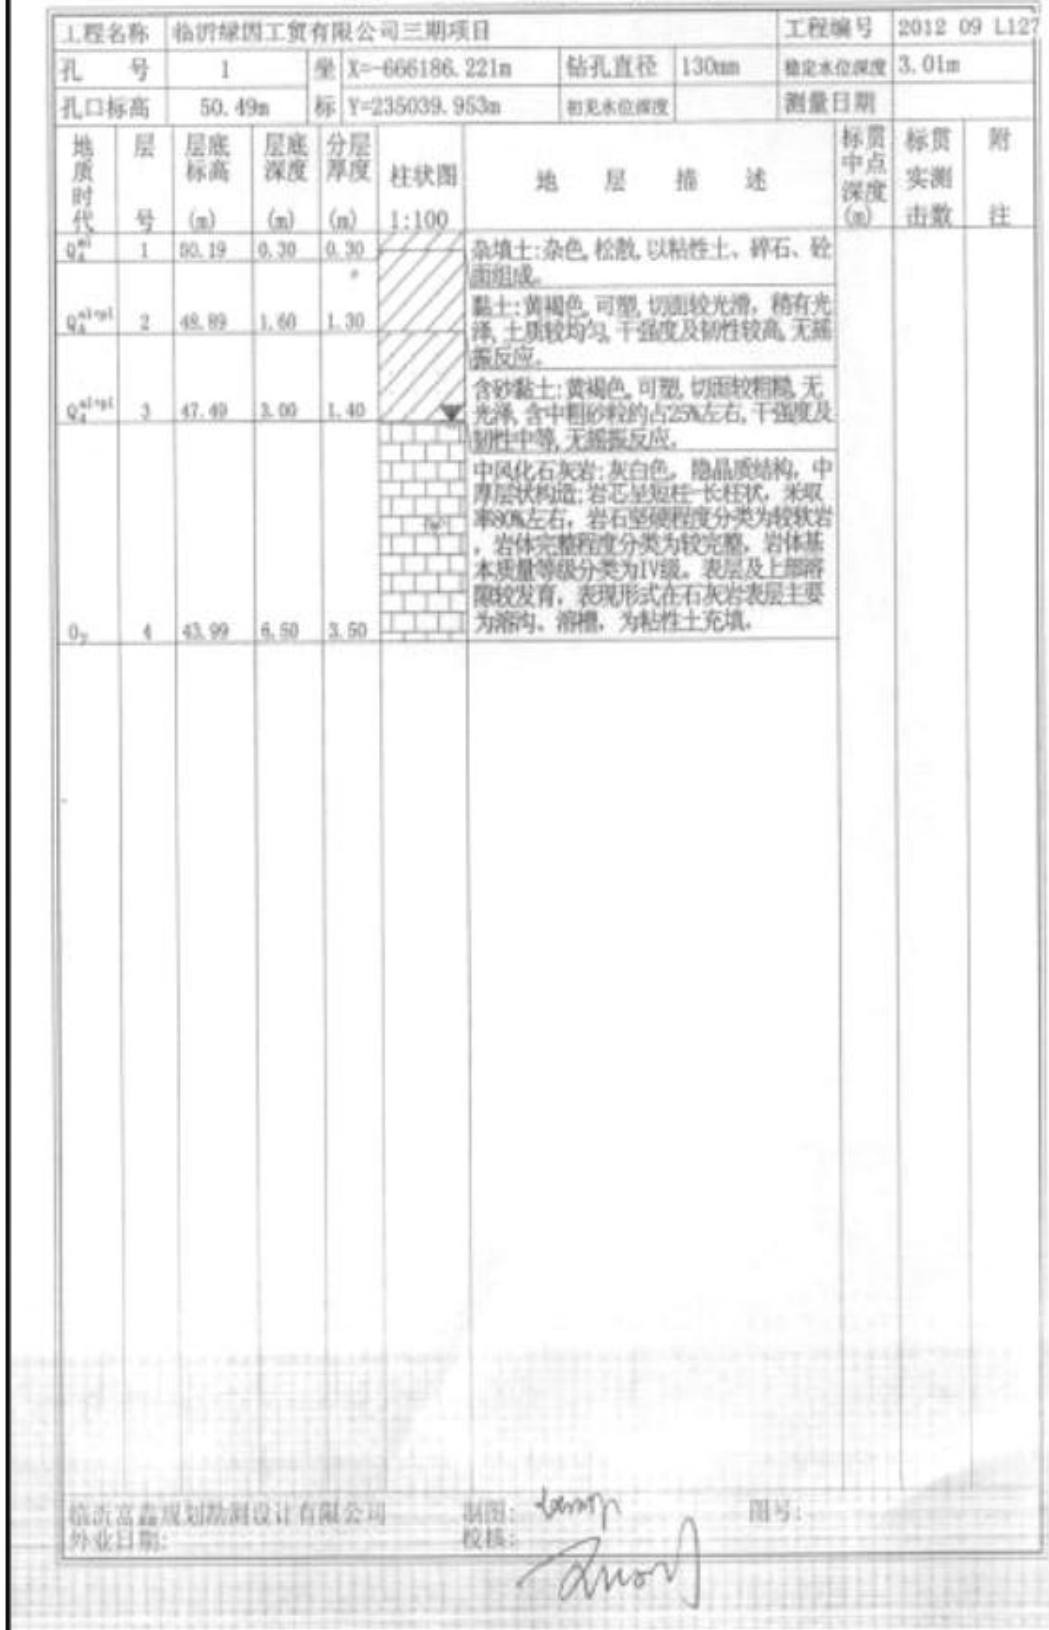 工程名称 临沂绿因工贸有限公司三期项目 工程编号 2012 09 L127
孔 号 1 坐 X=-666186.221m 钻孔直径 130mm 稳定水位深度 3.01m
孔口标高 50.49m 标 Y=235039.953m 初见水位深度 测量日期
地质时代 层号 层底标高(m) 层底深度(m) 分层厚度(m) 柱状图 1:100 地 层 描 述 标贯中点深度(m) 标贯实测击数 附注
Q4ml 1 50.19 0.30 0.30 杂填土:杂色,松散,以粘性土、碎石、砼
面组成。
黏土:黄褐色,可塑,切面较光滑，稍有光
Q4al+pl 2 48.89 1.60 1.30 泽,土质较均匀,干强度及韧性较高,无摇
振反应。
含砂黏土:黄褐色,可塑,切面较粗糙,无
Q4al+pl 3 47.49 3.00 1.40 光泽,含中粗砂粒约占25%左右,干强度及
韧性中等,无摇振反应。
中风化石灰岩:灰白色，隐晶质结构，中
厚层状构造;岩芯呈短柱-长柱状，采取
率80%左右，岩石坚硬程度分类为较软岩
，岩体完整程度分类为较完整，岩体基
本质量等级分类为IV级。表层及上部溶
隙较发育，表现形式在石灰岩表层主要
O 4 43.99 6.50 3.50 为溶沟、溶槽，为粘性土充填。
临沂富鑫规划勘测设计有限公司 制图: 图号:
外业日期: 校核: